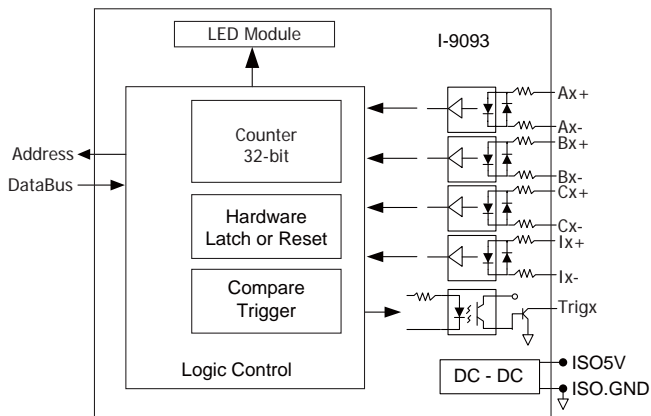 LED Module
I-9093
Counter
32-bit
Hardware
Latch or Reset
Compare
Trigger
Logic Control
Address
DataBus
Ax+
Ax-
Bx+
Bx-
Cx+
Cx-
Ix+
Ix-
Trigx
DC - DC
ISO5V
ISO.GND